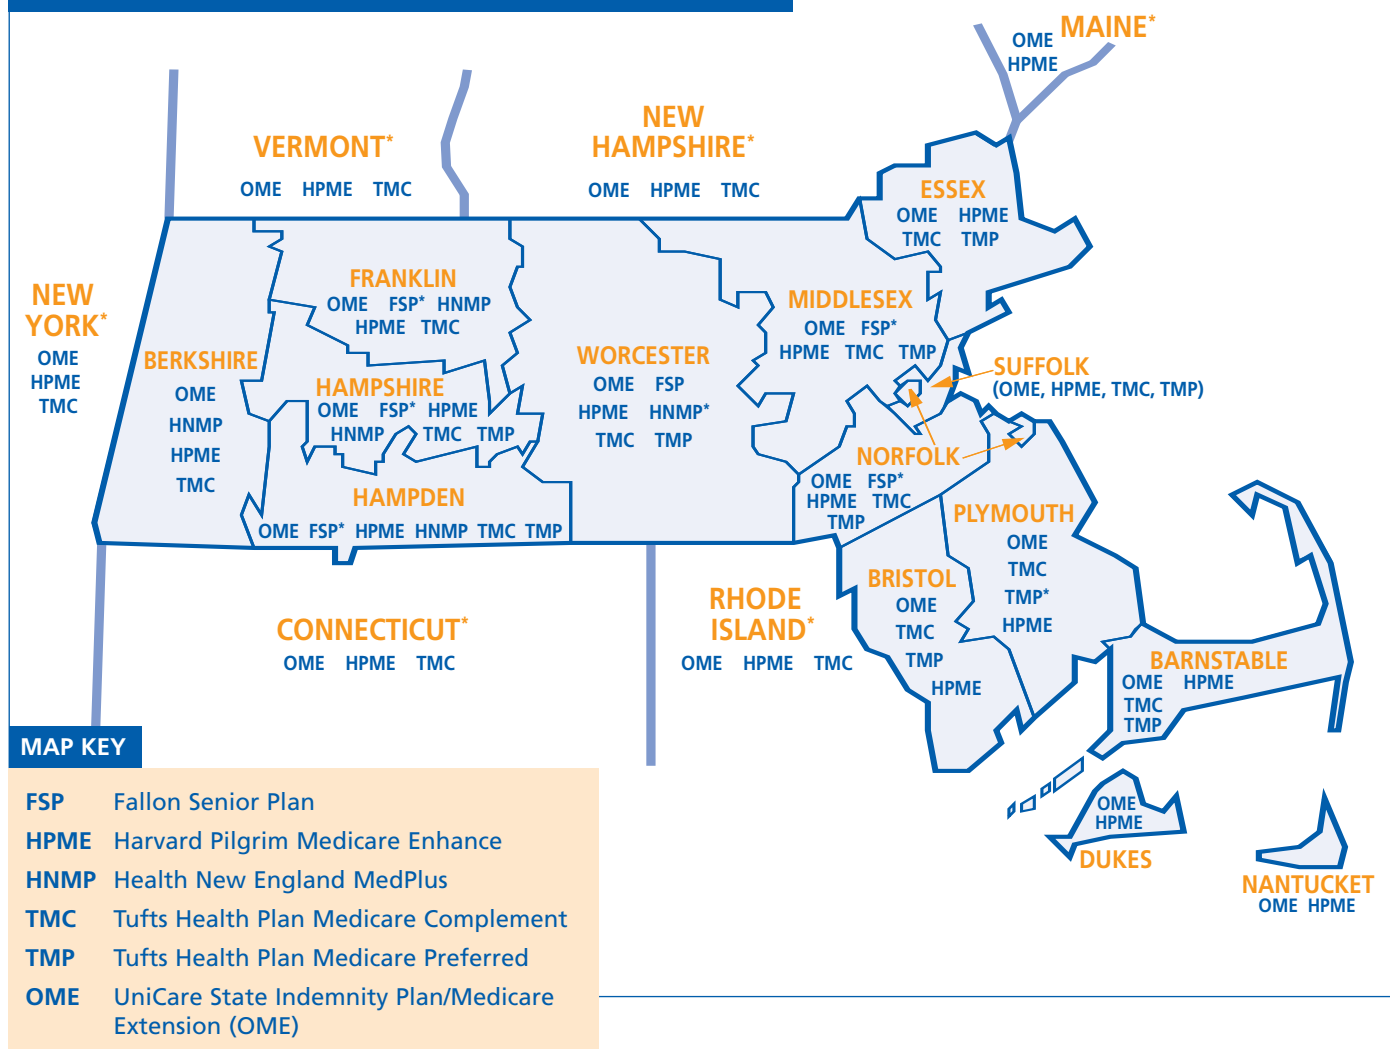 MAINE*
OME
HPME
VERMONT*
OME HPME TMC
NEW
HAMPSHIRE*
OME HPME TMC
ESSEX
OME HPME
TMC TMP
NEW
YORK*
OME
HPME
TMC
BERKSHIRE
OME
HNMP
HPME
TMC
FRANKLIN
OME FSP* HNMP
HPME TMC
HAMPSHIRE
OME FSP* HPME
HNMP TMC TMP
HAMPDEN
OME FSP* HPME HNMP TMC TMP
WORCESTER
OME FSP
HPME HNMP*
TMC TMP
MIDDLESEX
OME FSP*
HPME TMC TMP
SUFFOLK
(OME, HPME, TMC, TMP)
NORFOLK
OME FSP*
HPME TMC
TMP
PLYMOUTH
OME
TMC
TMP*
HPME
BRISTOL
OME
TMC
TMP
HPME
CONNECTICUT*
OME HPME TMC
RHODE
ISLAND*
OME HPME TMC
BARNSTABLE
OME HPME
TMC
TMP
OME
HPME
DUKES
NANTUCKET
OME HPME
MAP KEY
FSP Fallon Senior Plan
HPME Harvard Pilgrim Medicare Enhance
HNMP Health New England MedPlus
TMC Tufts Health Plan Medicare Complement
TMP Tufts Health Plan Medicare Preferred
OME UniCare State Indemnity Plan/Medicare
Extension (OME)